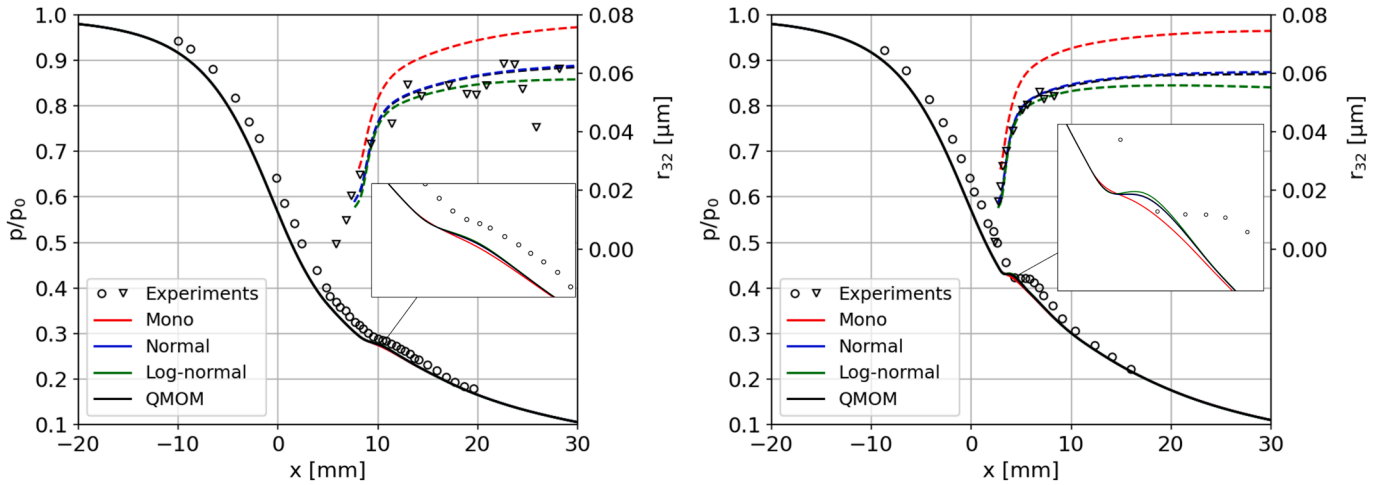 1.0
0.9
0.8
0.7
0.6
0.5
0.4
0.3
0.2
0.1
p/p0
−20
−10
0
10
20
30
x [mm]
0.08
0.06
0.04
0.02
0.00
r32 [μm]
Experiments
Mono
Normal
Log-normal
QMOM
1.0
0.9
0.8
0.7
0.6
0.5
0.4
0.3
0.2
0.1
p/p0
−20
−10
0
10
20
30
x [mm]
0.08
0.06
0.04
0.02
0.00
r32 [μm]
Experiments
Mono
Normal
Log-normal
QMOM